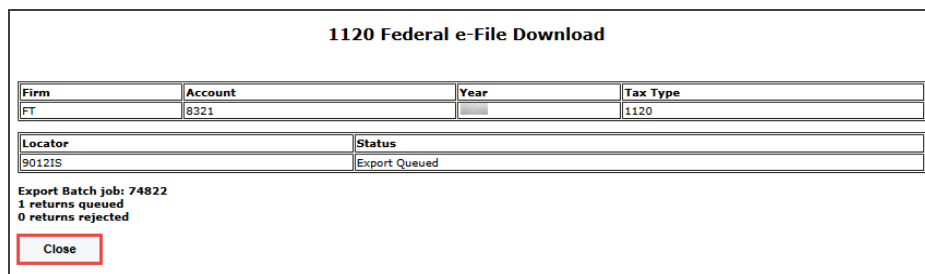 1120 Federal e-File Download
Firm Account Year Tax Type
FT 8321 1120
Locator Status
9012IS Export Queued
Export Batch job: 74822
1 returns queued
0 returns rejected
Close